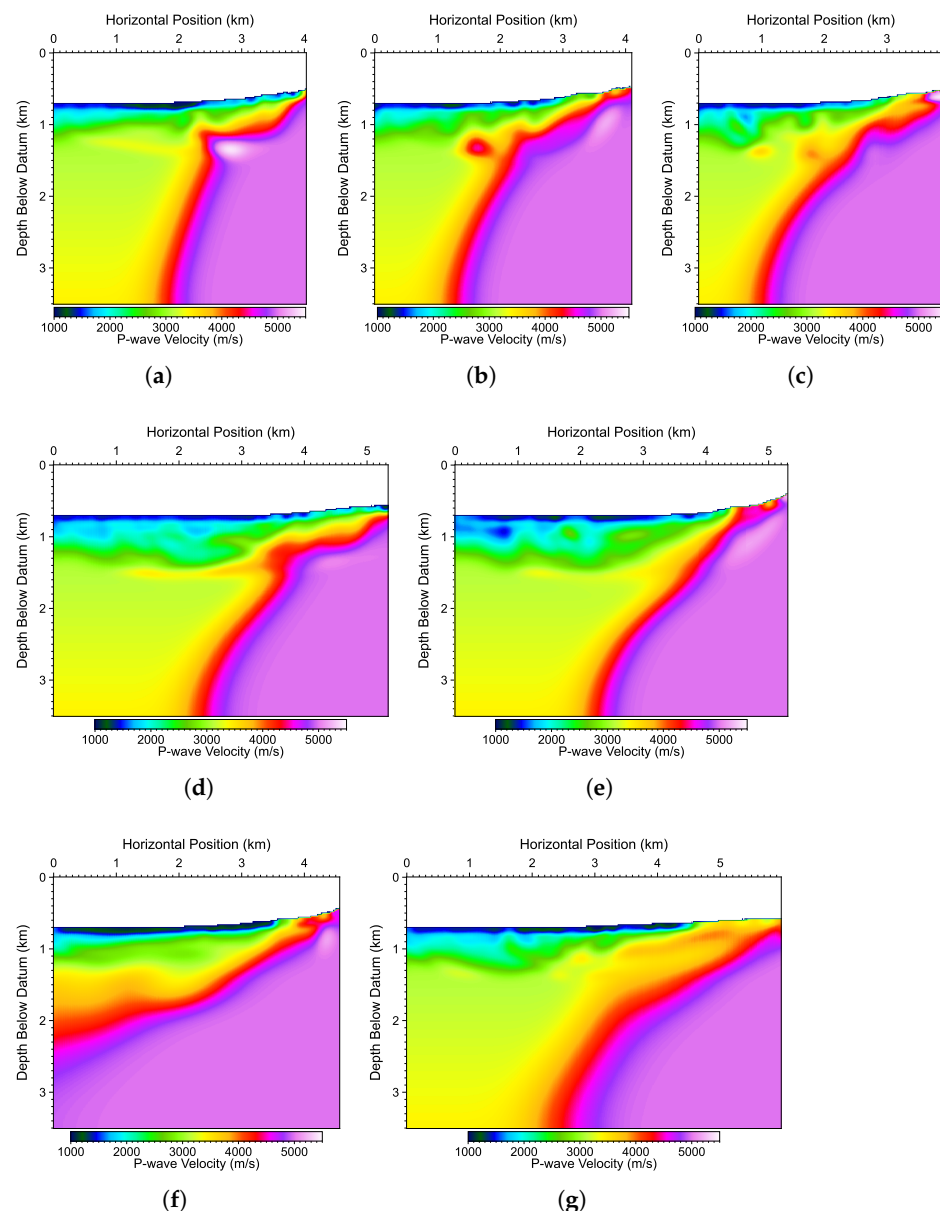 Horizontal Position (km)
0 1 2 3 4
Depth Below Datum (km)
0
1
2
3
1000 2000 3000 4000 5000
P-wave Velocity (m/s)
(a)
Horizontal Position (km)
0 1 2 3 4
Depth Below Datum (km)
0
1
2
3
1000 2000 3000 4000 5000
P-wave Velocity (m/s)
(b)
Horizontal Position (km)
0 1 2 3
Depth Below Datum (km)
0
1
2
3
1000 2000 3000 4000 5000
P-wave Velocity (m/s)
(c)
Horizontal Position (km)
0 1 2 3 4 5
Depth Below Datum (km)
0
1
2
3
1000 2000 3000 4000 5000
P-wave Velocity (m/s)
(d)
Horizontal Position (km)
0 1 2 3 4 5
Depth Below Datum (km)
0
1
2
3
1000 2000 3000 4000 5000
P-wave Velocity (m/s)
(e)
Horizontal Position (km)
0 1 2 3 4
Depth Below Datum (km)
0
1
2
3
1000 2000 3000 4000 5000
P-wave Velocity (m/s)
(f)
Horizontal Position (km)
0 1 2 3 4 5
Depth Below Datum (km)
0
1
2
3
1000 2000 3000 4000 5000
P-wave Velocity (m/s)
(g)